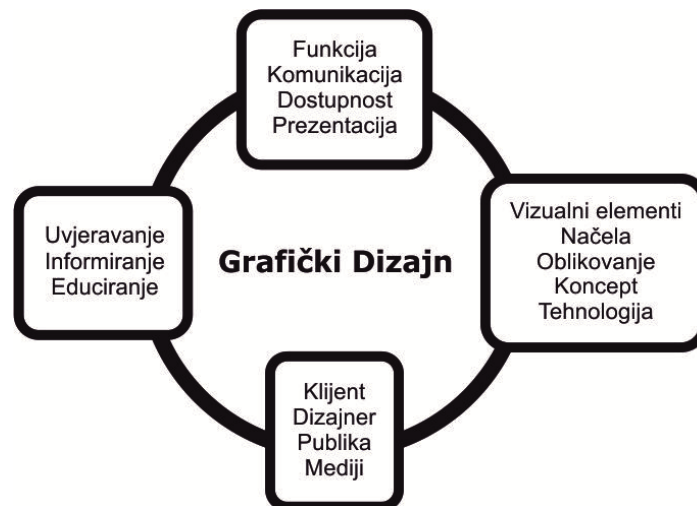 Funkcija
Komunikacija
Dostupnost
Prezentacija
Vizualni elementi
Načela
Oblikovanje
Koncept
Tehnologija
Uvjeravanje
Informiranje
Educiranje
Grafički Dizajn
Klijent
Dizajner
Publika
Mediji